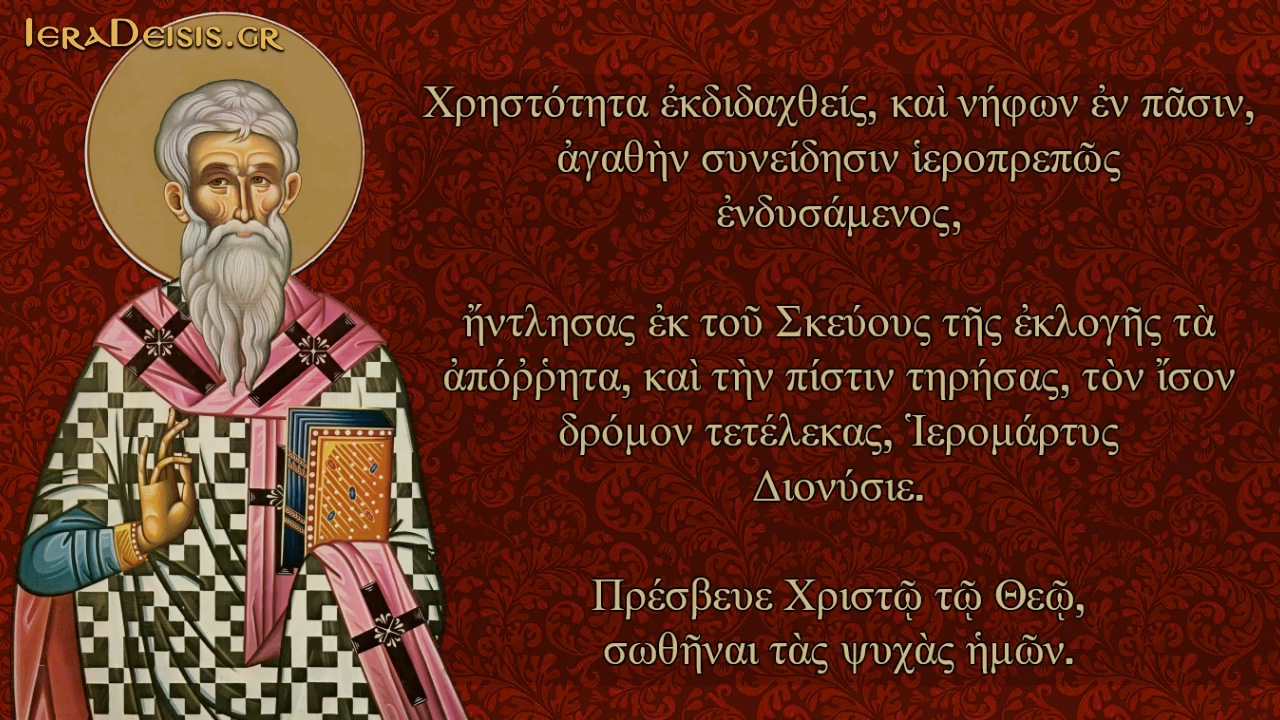 IeraDeisis.gr
Χρηστότητα ἐκδιδαχθείς, καὶ νήφων ἐν πᾶσιν,
ἀγαθὴν συνείδησιν ἱεροπρεπῶς
ἐνδυσάμενος,
ἤντλησας ἐκ τοῦ Σκεύους τῆς ἐκλογῆς τὰ
ἀπόῤῥητα, καὶ τὴν πίστιν τηρήσας, τὸν ἴσον
δρόμον τετέλεκας, Ἱερομάρτυς
Διονύσιε.
Πρέσβευε Χριστῷ τῷ Θεῷ,
σωθῆναι τὰς ψυχὰς ἡμῶν.